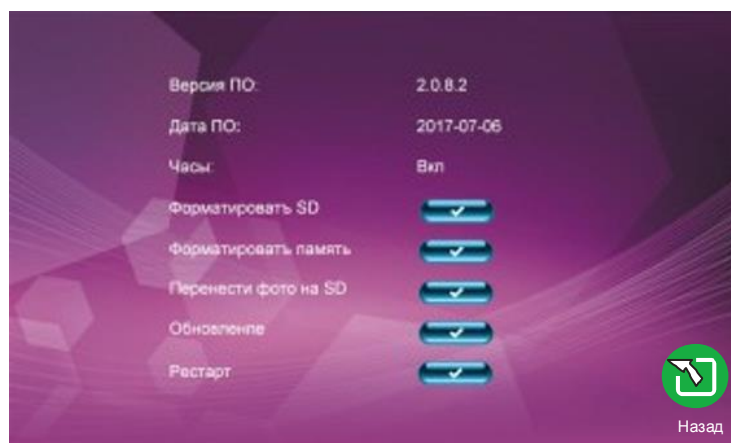 Версия ПО: 2.0.8.2
Дата ПО: 2017-07-06
Часы: Вкл
Форматировать SD
Форматировать память
Перенести фото на SD
Обновленпе
Рестарт
Назад